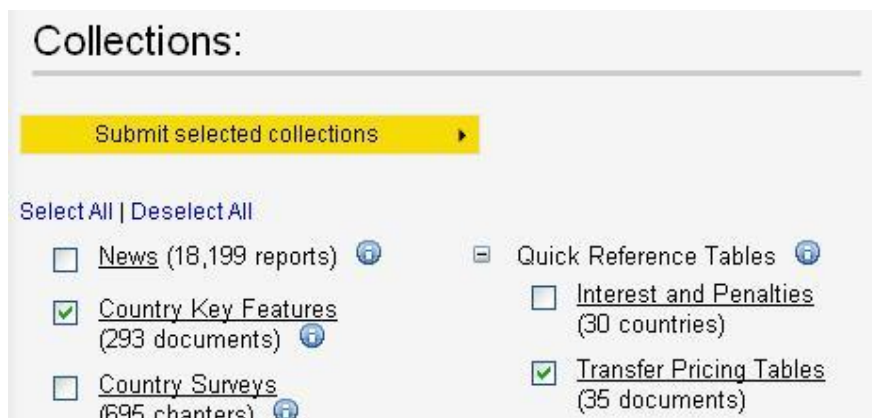 Collections:
Submit selected collections
Select All | Deselect All
News (18,199 reports)
Country Key Features
(293 documents)
Country Surveys
(695 chapters)
Quick Reference Tables
Interest and Penalties
(30 countries)
Transfer Pricing Tables
(35 documents)